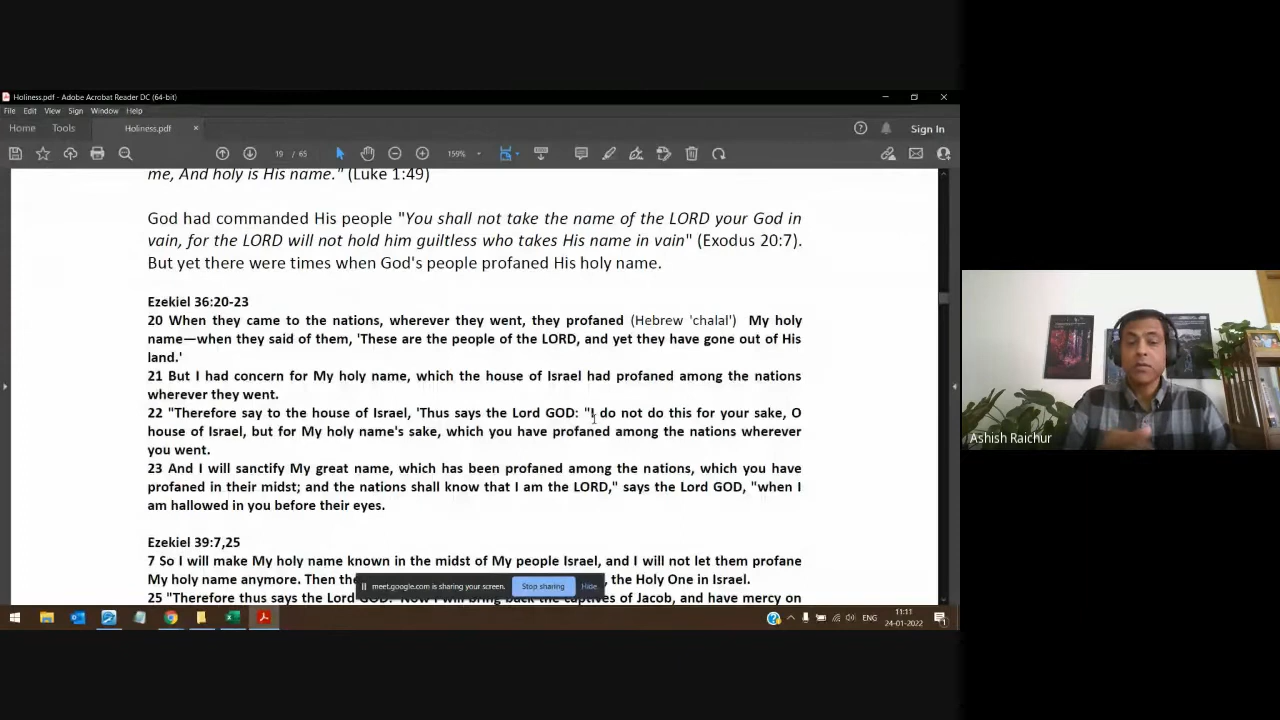 Holiness.pdf - Adobe Acrobat Reader DC (64-bit)
File Edit View Sign Window Help
Home Tools Holiness.pdf × Sign In
19 / 65 159%
me, And holy is His name." (Luke 1:49)
God had commanded His people "You shall not take the name of the LORD your God in
vain, for the LORD will not hold him guiltless who takes His name in vain" (Exodus 20:7).
But yet there were times when God's people profaned His holy name.
Ezekiel 36:20-23
20 When they came to the nations, wherever they went, they profaned (Hebrew 'chalal') My holy
name—when they said of them, 'These are the people of the LORD, and yet they have gone out of His
land.'
21 But I had concern for My holy name, which the house of Israel had profaned among the nations
wherever they went.
22 "Therefore say to the house of Israel, 'Thus says the Lord GOD: "I do not do this for your sake, O
house of Israel, but for My holy name's sake, which you have profaned among the nations wherever
you went.
23 And I will sanctify My great name, which has been profaned among the nations, which you have
profaned in their midst; and the nations shall know that I am the LORD," says the Lord GOD, "when I
am hallowed in you before their eyes.
Ezekiel 39:7,25
7 So I will make My holy name known in the midst of My people Israel, and I will not let them profane
My holy name anymore. Then the , the Holy One in Israel.
meet.google.com is sharing your screen. Stop sharing Hide
25 "Therefore thus says the Lord GOD: 'Now I will bring back the captives of Jacob, and have mercy on
ENG
11:11
24-01-2022
Ashish Raichur